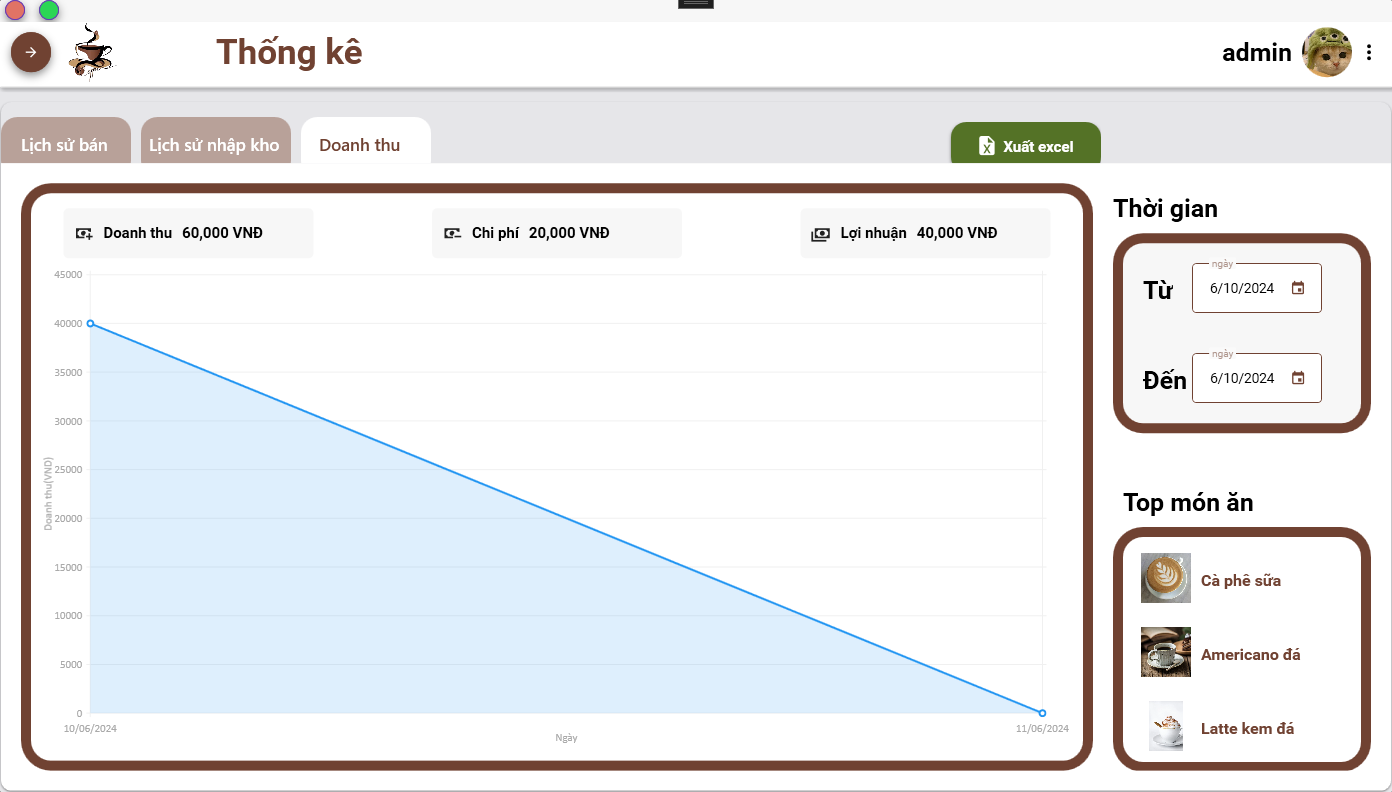 Thống kê
admin
Lịch sử bán
Lịch sử nhập kho
Doanh thu
Xuất excel
Doanh thu 60,000 VNĐ
Chi phí 20,000 VNĐ
Lợi nhuận 40,000 VNĐ
45000
40000
35000
30000
25000
20000
15000
10000
5000
0
Doanh thu(VND)
10/06/2024
11/06/2024
Ngày
Thời gian
Từ
ngày
6/10/2024
Đến
ngày
6/10/2024
Top món ăn
Cà phê sữa
Americano đá
Latte kem đá